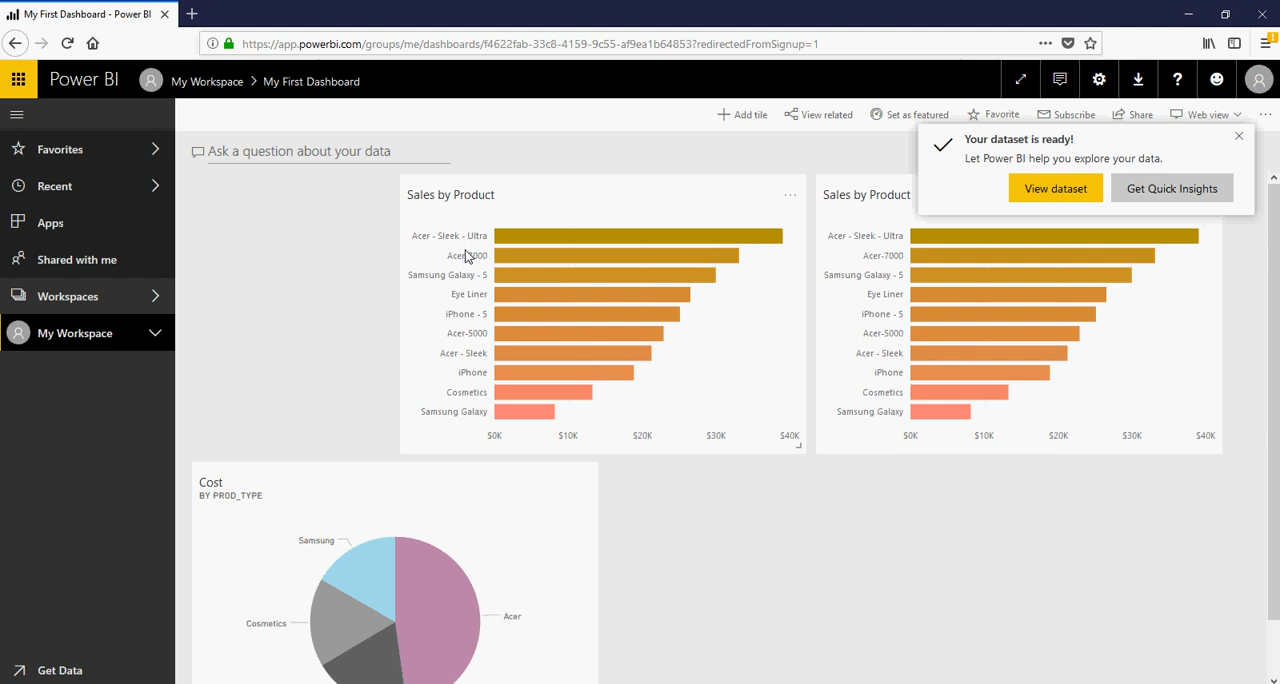 My First Dashboard - Power BI
https://app.powerbi.com/groups/me/dashboards/f4622fab-33c8-4159-9c55-af9ea1b64853?redirectedFromSignup=1
Power BI My Workspace > My First Dashboard
Add tile View related Set as featured Favorite Subscribe Share Web view
Your dataset is ready!
Let Power BI help you explore your data.
View dataset Get Quick Insights
Favorites
Recent
Apps
Shared with me
Workspaces
My Workspace
Get Data
Ask a question about your data
Sales by Product
Acer - Sleek - Ultra
Samsung Galaxy - 5
Eye Liner
iPhone - 5
Acer-5000
Acer - Sleek
iPhone
Cosmetics
Samsung Galaxy
$0K $10K $20K $30K $40K
Sales by Product
Acer - Sleek - Ultra
Acer-7000
Samsung Galaxy - 5
Eye Liner
iPhone - 5
Acer-5000
Acer - Sleek
iPhone
Cosmetics
Samsung Galaxy
$0K $10K $20K $30K $40K
Cost
BY PROD_TYPE
Samsung
Cosmetics
Acer